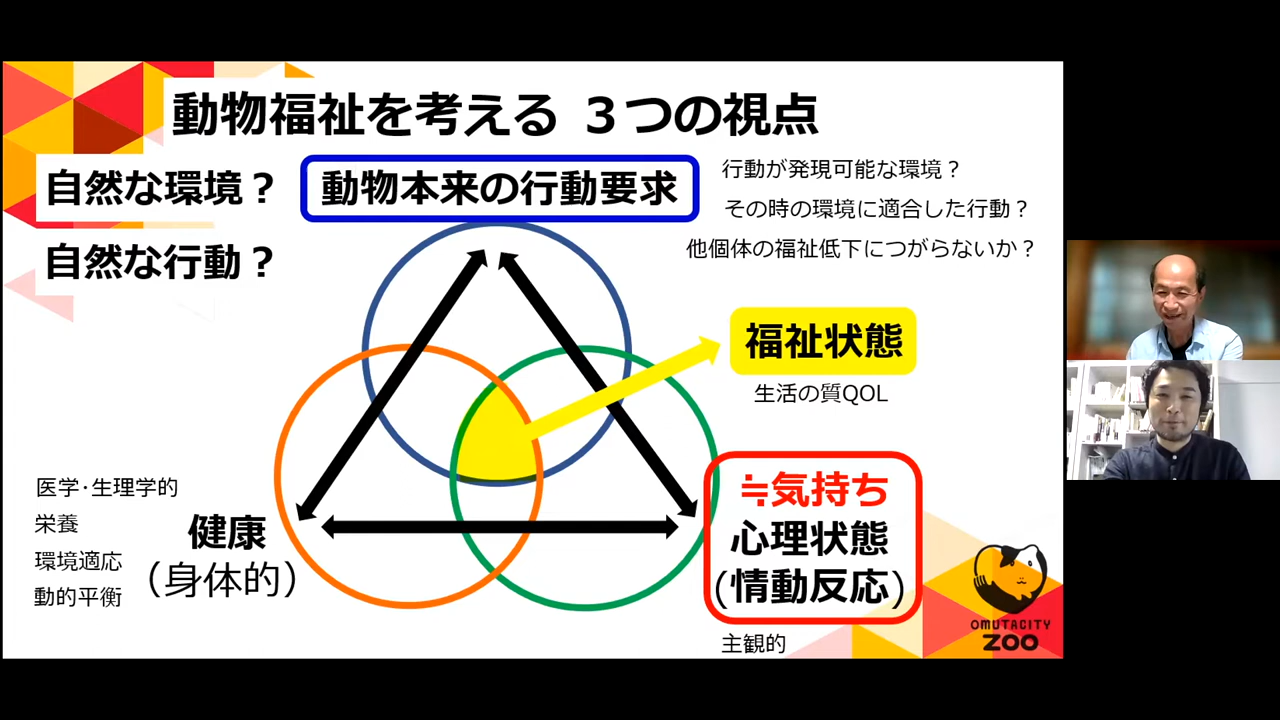 動物福祉を考える 3つの視点
自然な環境？
動物本来の行動要求
行動が発現可能な環境？
その時の環境に適合した行動？
自然な行動？
他個体の福祉低下につがらないか？
福祉状態
生活の質QOL
医学･生理学的
栄養
環境適応
動的平衡
健康
（身体的）
≒気持ち
心理状態
(情動反応)
主観的
OMUTACITY
ZOO